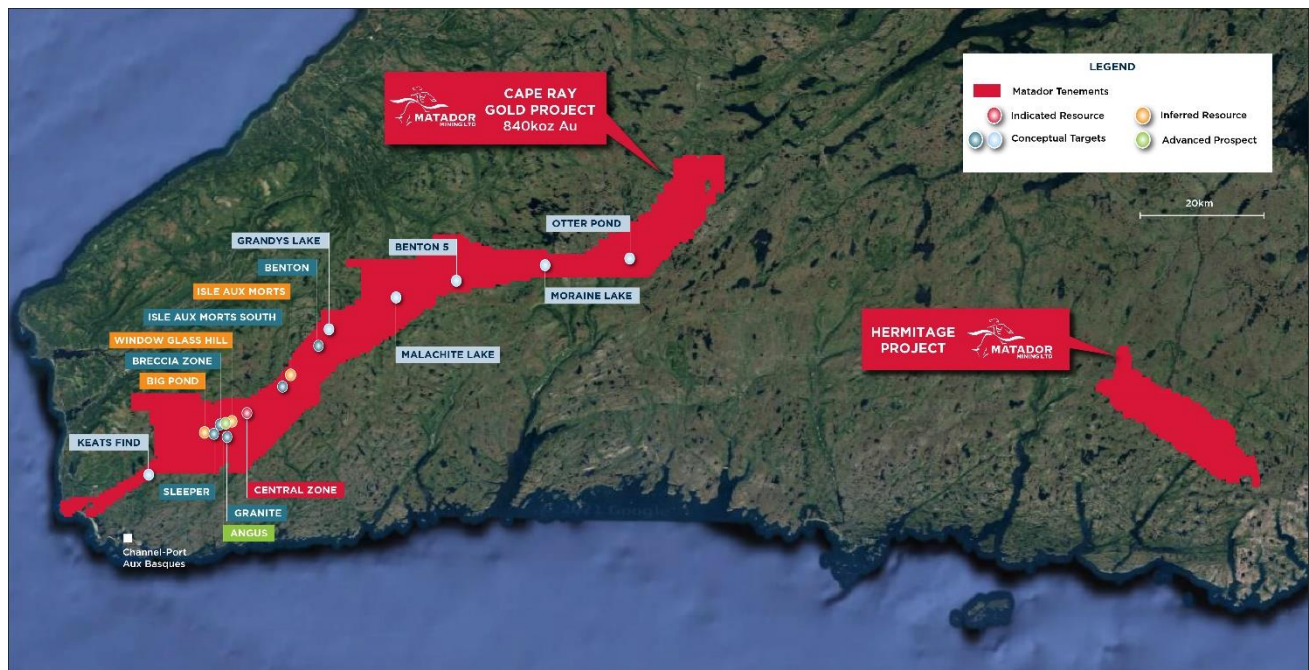 MATADOR
MINING LTD
CAPE RAY
GOLD PROJECT
840koz Au
LEGEND
Matador Tenements
Indicated Resource
Inferred Resource
Conceptual Targets
Advanced Prospect
20km
OTTER POND
GRANDYS LAKE
BENTON 5
BENTON
MORAINE LAKE
ISLE AUX MORTS
ISLE AUX MORTS SOUTH
WINDOW GLASS HILL
MALACHITE LAKE
BRECCIA ZONE
BIG POND
HERMITAGE
PROJECT
MATADOR
MINING LTD
KEATS FIND
SLEEPER
CENTRAL ZONE
GRANITE
ANGUS
Channel-Port
Aux Basques